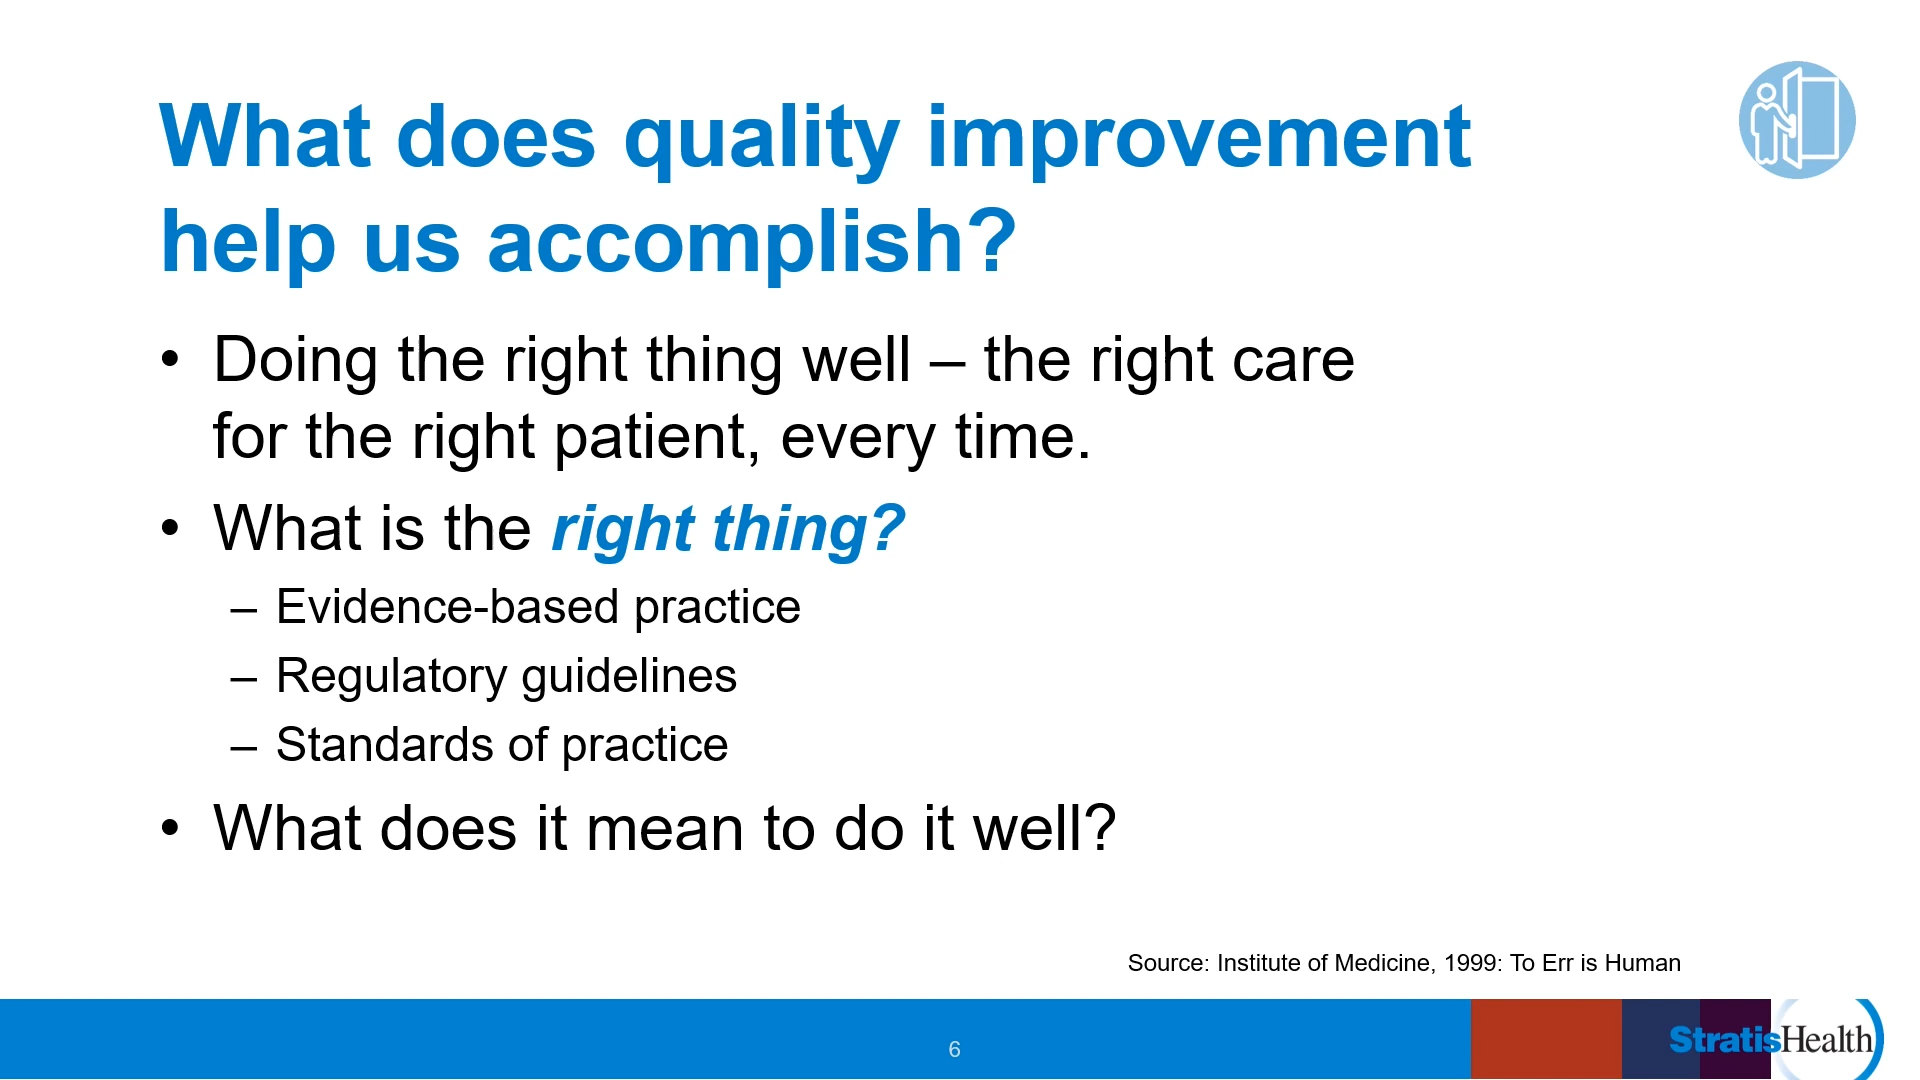 What does quality improvement
help us accomplish?
• Doing the right thing well – the right care
for the right patient, every time.
• What is the right thing?
– Evidence-based practice
– Regulatory guidelines
– Standards of practice
• What does it mean to do it well?
Source: Institute of Medicine, 1999: To Err is Human
6
StratisHealth